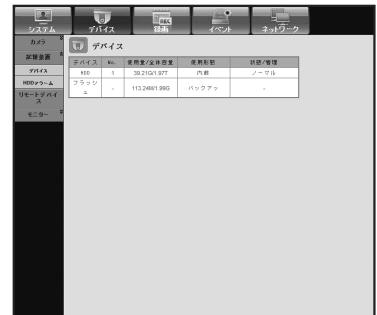 システム デバイス 録画 イベント ネットワーク
カメラ
記憶装置
デバイス
HDDアラーム
リモートデバイ
ス
モニター
デバイス
デバイス No. 使用量/全体容量 使用形態 状態/管理
HDD 1 39.21G/1.97T 内蔵 ノーマル
フラッシ
ュ - 113.24M/1.99G バックアッ -